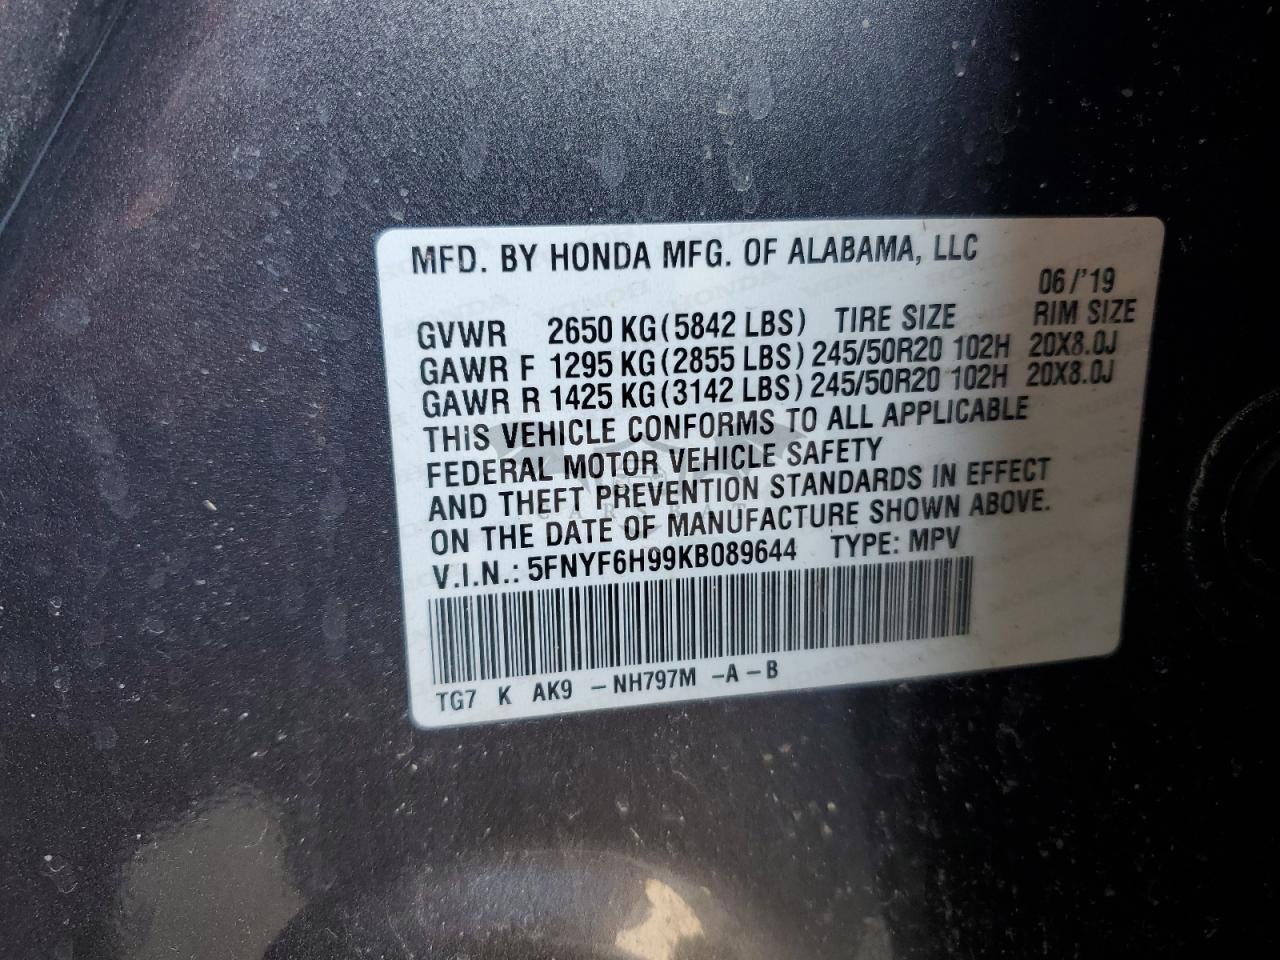 MFD. BY HONDA MFG. OF ALABAMA, LLC
06/'19
GVWR 2650 KG(5842 LBS) TIRE SIZE RIM SIZE
GAWR F 1295 KG(2855 LBS) 245/50R20 102H 20X8.0J
GAWR R 1425 KG(3142 LBS) 245/50R20 102H 20X8.0J
THIS VEHICLE CONFORMS TO ALL APPLICABLE
FEDERAL MOTOR VEHICLE SAFETY
AND THEFT PREVENTION STANDARDS IN EFFECT
ON THE DATE OF MANUFACTURE SHOWN ABOVE.
V.I.N.: 5FNYF6H99KB089644 TYPE: MPV
TG7 K AK9 -NH797M -A-B